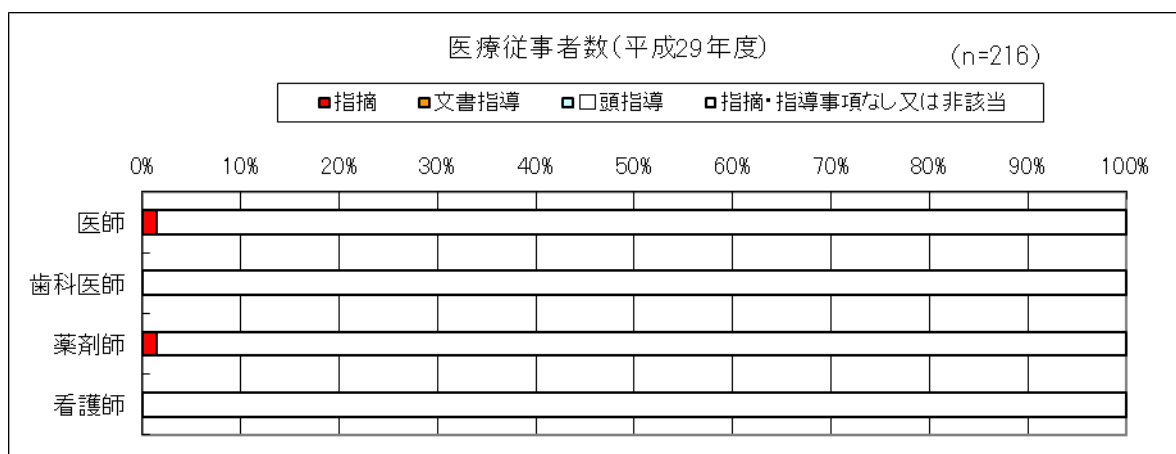 医療従事者数(平成29年度)
(n=216)
指摘 文書指導 口頭指導 指摘・指導事項なし又は非該当
0% 10% 20% 30% 40% 50% 60% 70% 80% 90% 100%
医師
歯科医師
薬剤師
看護師